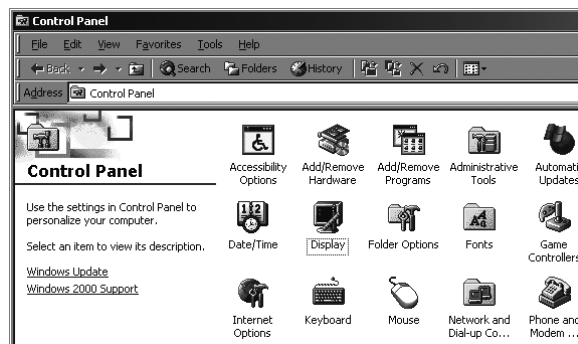 Control Panel
File Edit View Favorites Tools Help
Back Search Folders History
Address Control Panel
Control Panel
Use the settings in Control Panel to
personalize your computer.
Select an item to view its description.
Windows Update
Windows 2000 Support
Accessibility
Options
Add/Remove
Hardware
Add/Remove
Programs
Administrative
Tools
Automati
Updates
12
Date/Time
Display
Folder Options
Fonts
Game
Controllers
Internet
Options
Keyboard
Mouse
Network and
Dial-up Co...
Phone and
Modem ...